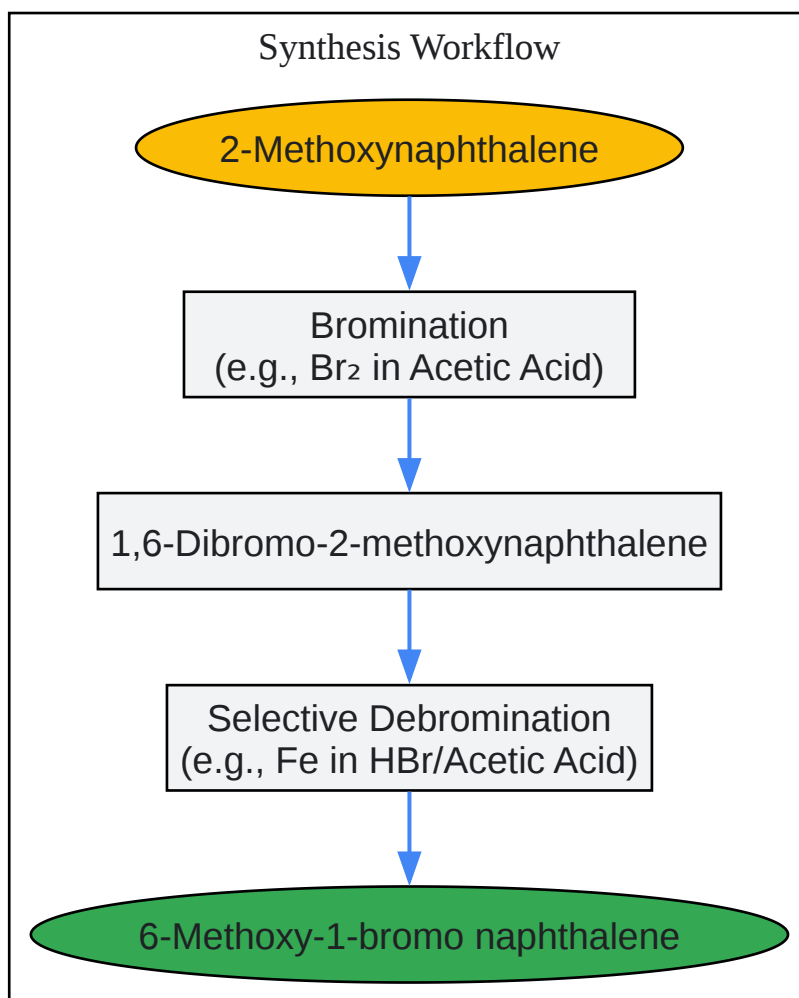 Synthesis Workflow
2-Methoxynaphthalene
Bromination
(e.g., Br₂ in Acetic Acid)
1,6-Dibromo-2-methoxynaphthalene
Selective Debromination
(e.g., Fe in HBr/Acetic Acid)
6-Methoxy-1-bromo naphthalene